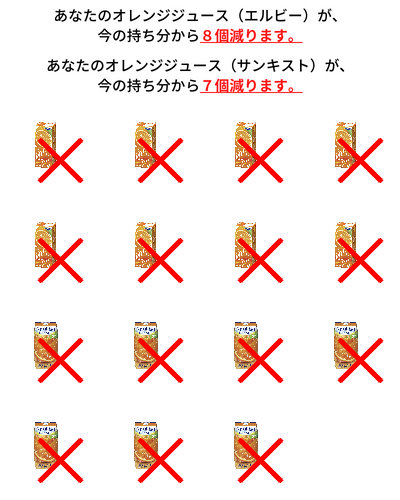 あなたのオレンジジュース（エルビー）が、
今の持ち分から８個減ります。
あなたのオレンジジュース（サンキスト）が、
今の持ち分から７個減ります。